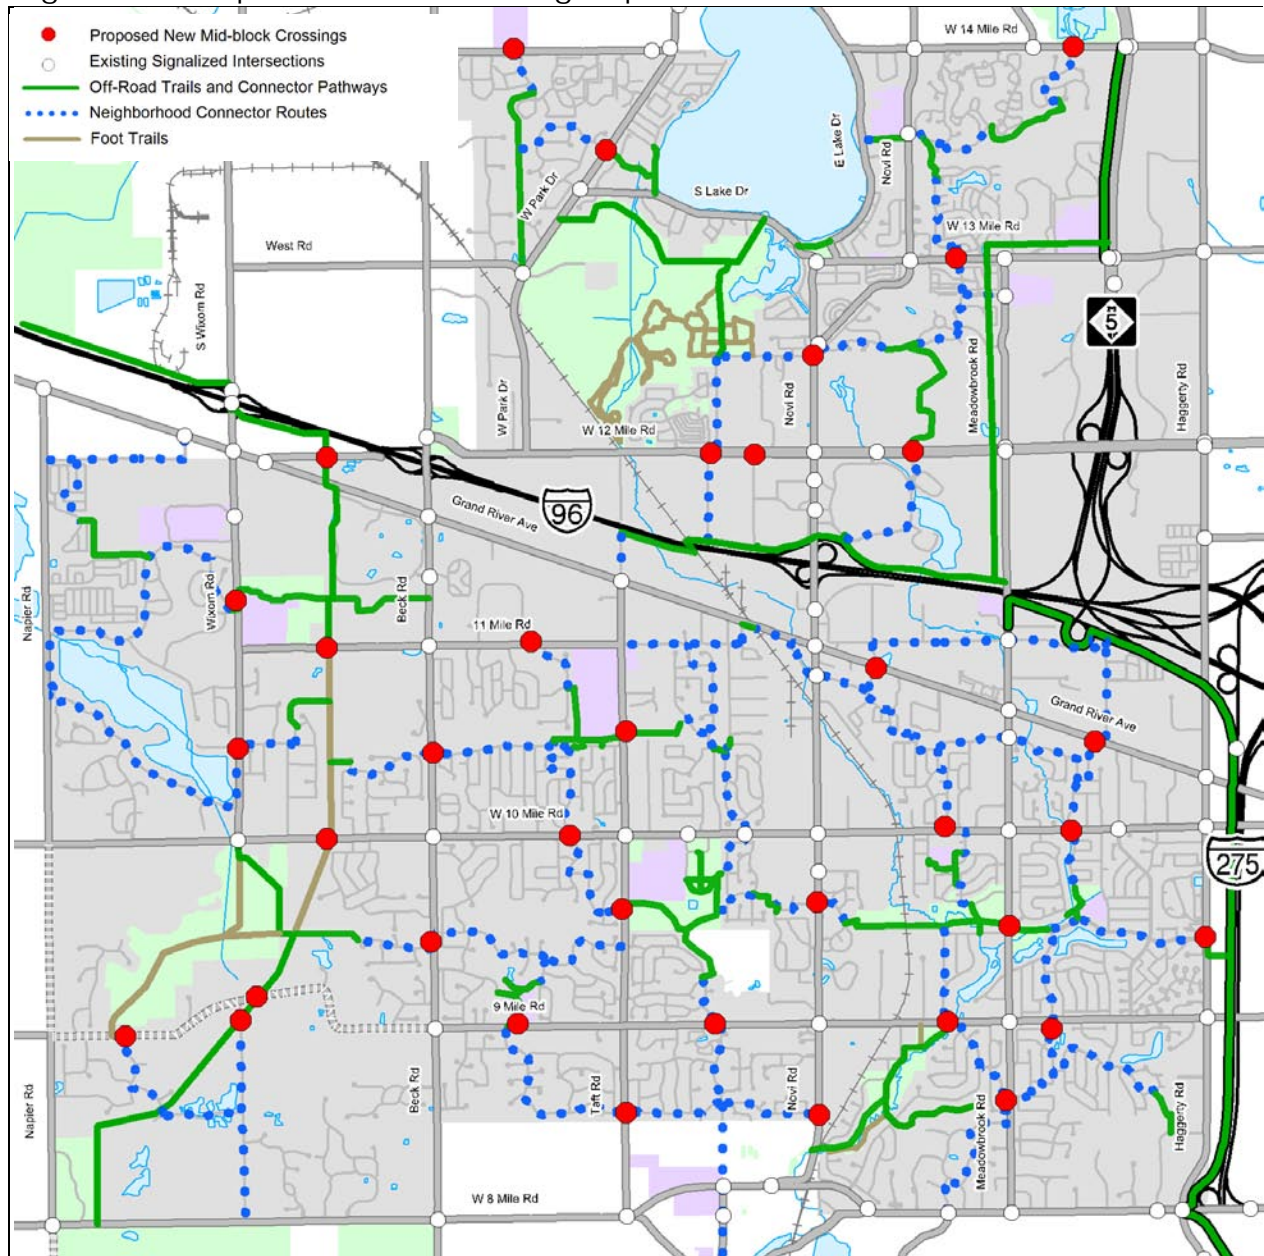 Proposed New Mid-block Crossings
Existing Signalized Intersections
Off-Road Trails and Connector Pathways
Neighborhood Connector Routes
Foot Trails
W 14 Mile Rd
E Lake Dr
Novi Rd
S Lake Dr
W Park Dr
West Rd
W 13 Mile Rd
S Wixom Rd
5
Meadowbrook Rd
Haggerty Rd
W Park Dr
Novi Rd
W 12 Mile Rd
Grand River Ave
96
Napier Rd
Wixom Rd
Beck Rd
11 Mile Rd
Grand River Ave
W 10 Mile Rd
275
9 Mile Rd
Napier Rd
Beck Rd
Taft Rd
Novi Rd
Meadowbrook Rd
Haggerty Rd
W 8 Mile Rd